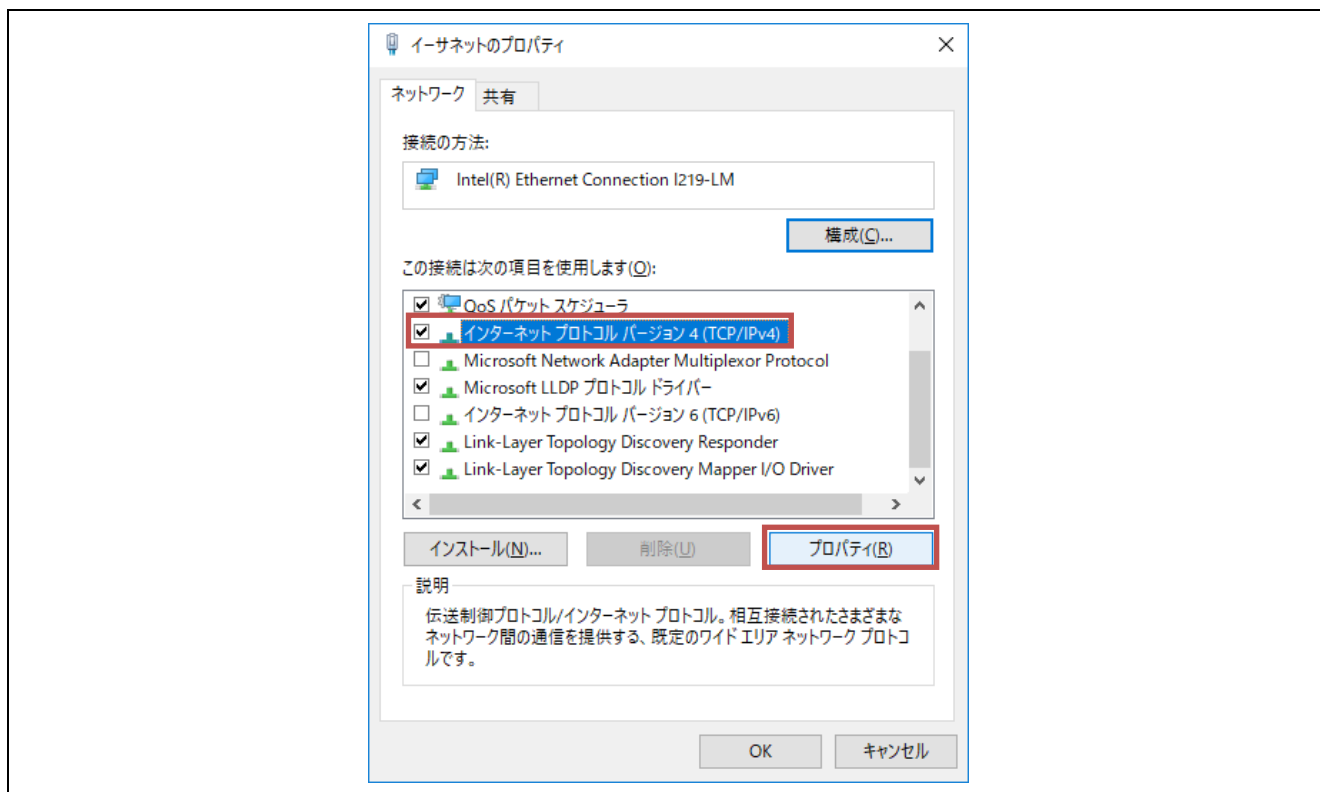 イーサネットのプロパティ
ネットワーク 共有
接続の方法:
Intel(R) Ethernet Connection I219-LM
構成(C)...
この接続は次の項目を使用します(O):
QoS パケット スケジューラ
インターネット プロトコル バージョン 4 (TCP/IPv4)
Microsoft Network Adapter Multiplexor Protocol
Microsoft LLDP プロトコル ドライバー
インターネット プロトコル バージョン 6 (TCP/IPv6)
Link-Layer Topology Discovery Responder
Link-Layer Topology Discovery Mapper I/O Driver
インストール(N)... 削除(U) プロパティ(R)
説明
伝送制御プロトコル/インターネット プロトコル。相互接続されたさまざまな
ネットワーク間の通信を提供する、既定のワイド エリア ネットワーク プロトコ
ルです。
OK キャンセル